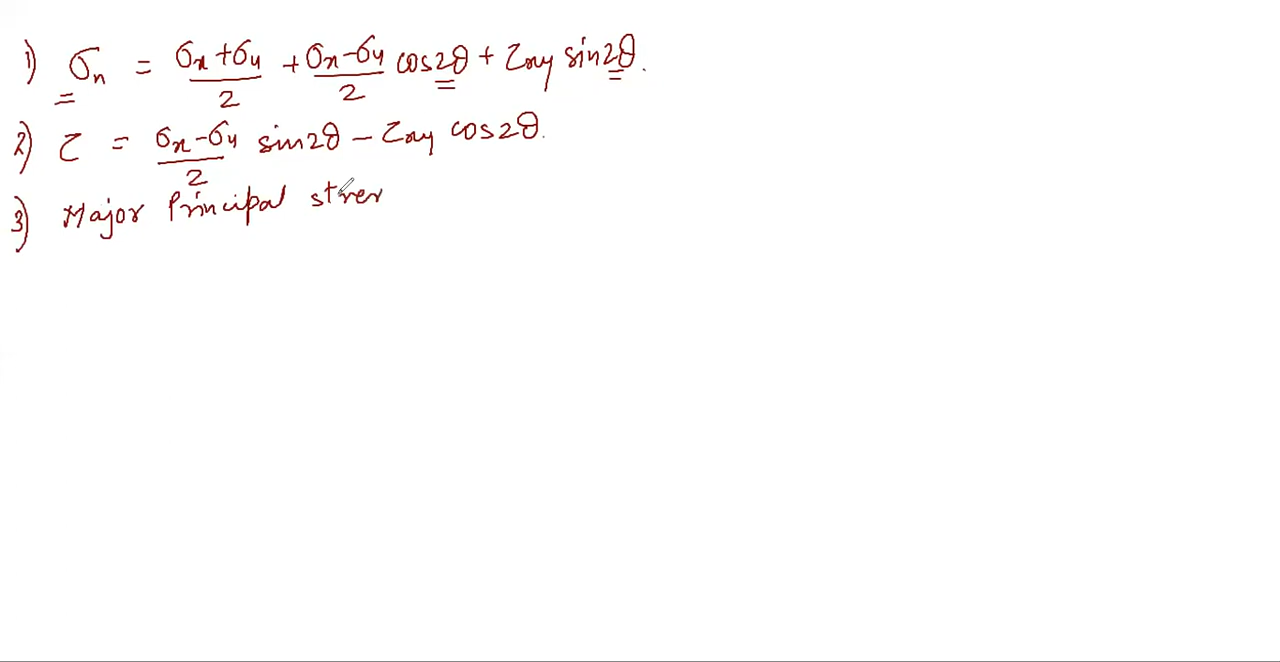 1) σn = (σx + σy)/2 + (σx - σy)/2 cos2θ + τxy sin2θ.
2) τ = (σx - σy)/2 sin2θ - τxy cos2θ.
3) Major Principal stress